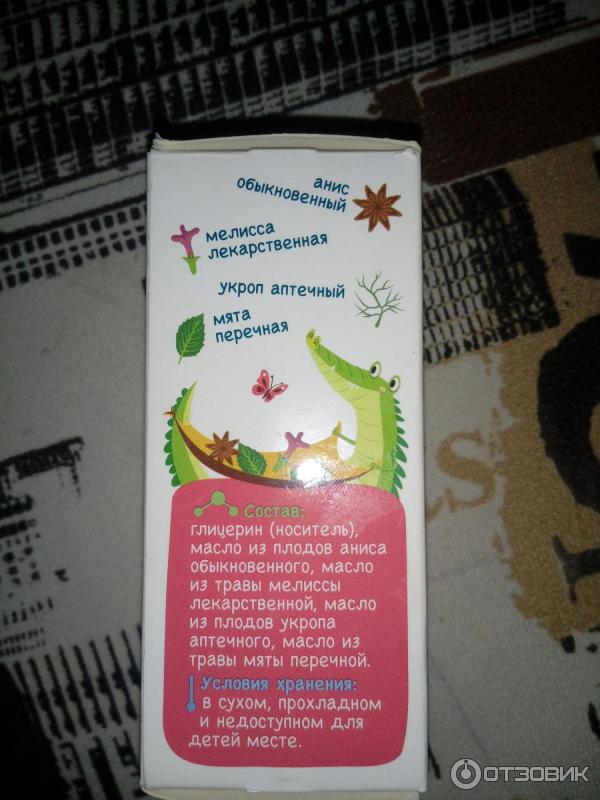 анис
обыкновенный
мелисса
лекарственная
укроп аптечный
мята
перечная
Состав:
глицерин (носитель),
масло из плодов аниса
обыкновенного, масло
из травы мелиссы
лекарственной, масло
из плодов укропа
аптечного, масло из
травы мяты перечной.
Условия хранения:
в сухом, прохладном
и недоступном для
детей месте.
ОТЗОВИК